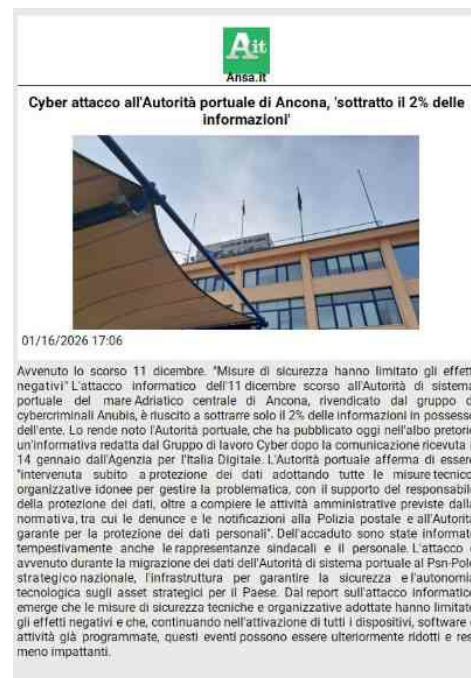 Ait
Ansa.it
Cyber attacco all'Autorità portuale di Ancona, 'sottratto il 2% delle
informazioni'
01/16/2026 17:06
Avvenuto lo scorso 11 dicembre. "Misure di sicurezza hanno limitato gli effett
negativi" L'attacco informatico dell'11 dicembre scorso all'Autorità di sistema
portuale del mare Adriatico centrale di Ancona, rivendicato dal gruppo d
cybercriminali Anubis, è riuscito a sottrarre solo il 2% delle informazioni in possesso
dell'ente. Lo rende noto l'Autorità portuale, che ha pubblicato oggi nell'albo pretorio
un'informativa redatta dal Gruppo di lavoro Cyber dopo la comunicazione ricevuta i
14 gennaio dall'Agenzia per l'Italia Digitale. L'Autorità portuale afferma di essere
"intervenuta subito a protezione dei dati adottando tutte le misure tecnico
organizzative idonee per gestire la problematica, con il supporto del responsabile
della protezione dei dati, oltre a compiere le attività amministrative previste dalla
normativa, tra cui le denunce e le notificazioni alla Polizia postale e all'Autorità
garante per la protezione dei dati personali". Dell'accaduto sono state informate
tempestivamente anche le rappresentanze sindacali e il personale. L'attacco è
avvenuto durante la migrazione dei dati dell'Autorità di sistema portuale al Psn-Polo
strategico nazionale, l'infrastruttura per garantire la sicurezza e l'autonomia
tecnologica sugli asset strategici per il Paese. Dal report sull'attacco informatico
emerge che le misure di sicurezza tecniche e organizzative adottate hanno limitato
gli effetti negativi e che, continuando nell'attivazione di tutti i dispositivi, software e
attività già programmate, questi eventi possono essere ulteriormente ridotti e resi
meno impattanti.